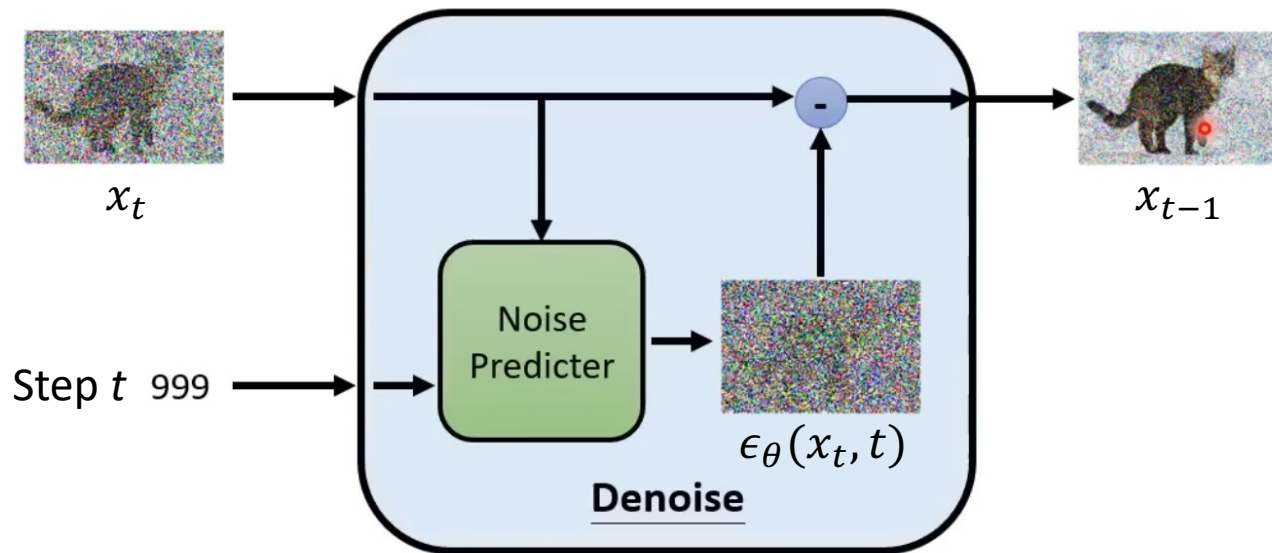 x_t
x_{t-1}
-
Noise
Predicter
Step t 999
ϵ_θ(x_t, t)
Denoise